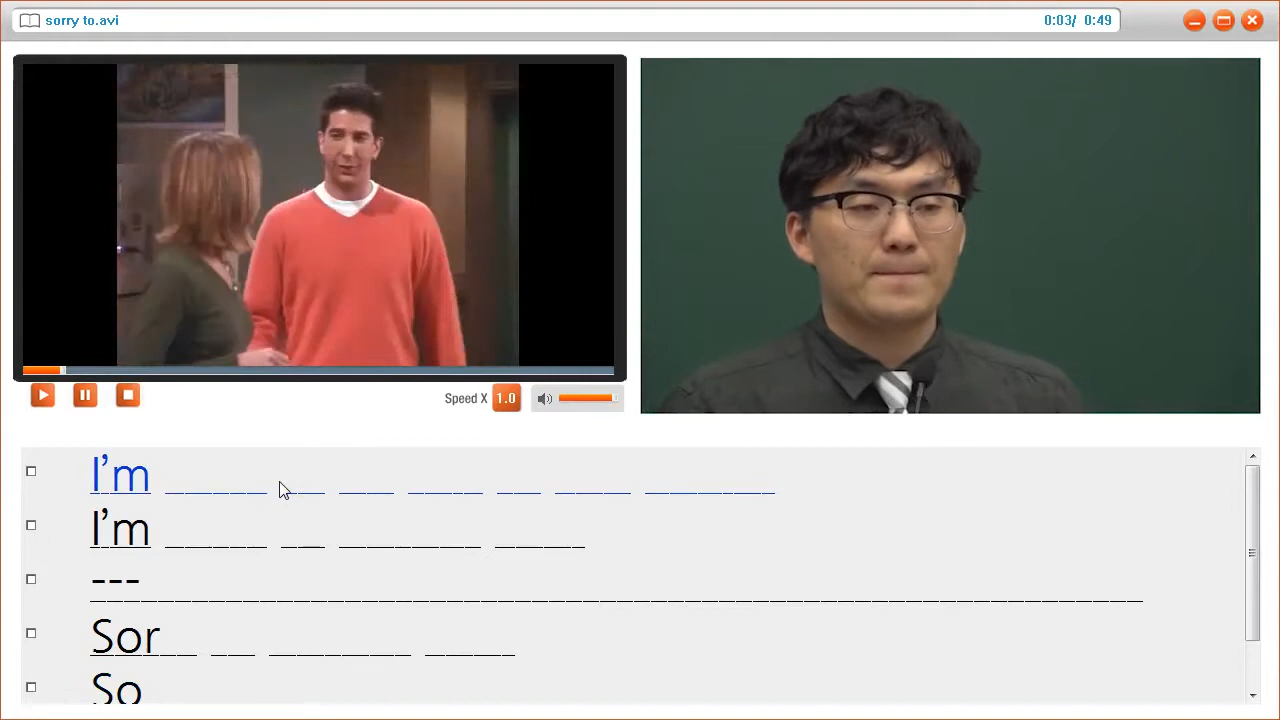 sorry to.avi
0:03/ 0:49
Speed X 1.0
I'm
I'm
---
Sor
So